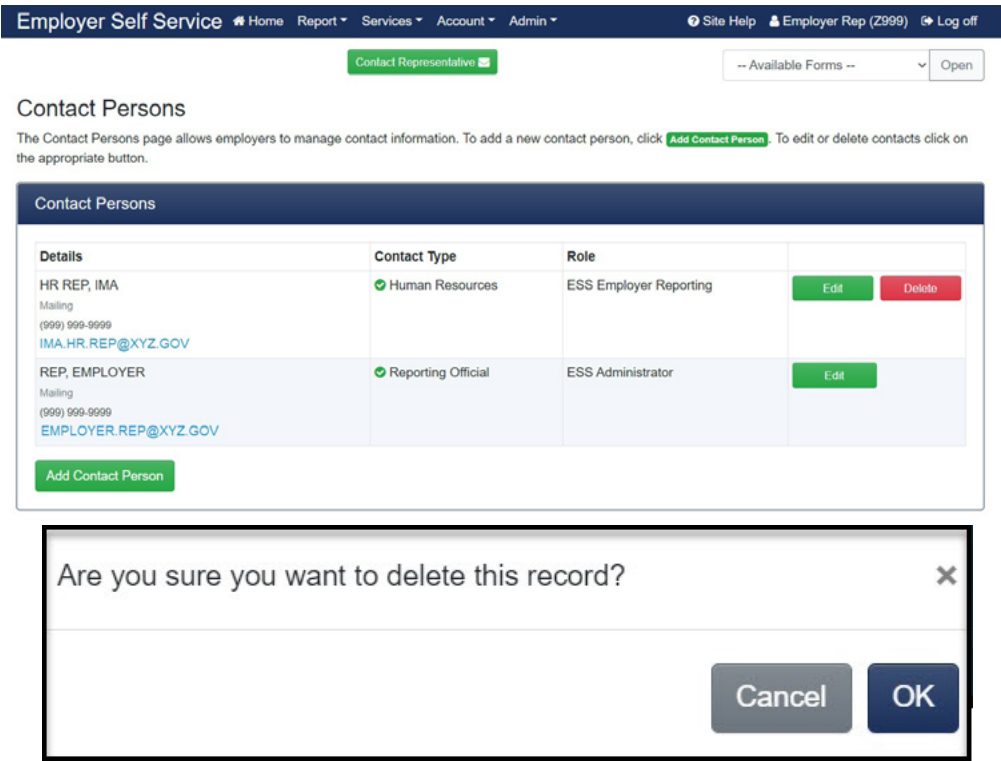 Employer Self Service Home Report Services Account Admin Site Help Employer Rep (Z999) Log off
Contact Representative -- Available Forms -- Open
Contact Persons
The Contact Persons page allows employers to manage contact information. To add a new contact person, click Add Contact Person . To edit or delete contacts click on
the appropriate button.
Contact Persons
Details Contact Type Role
HR REP, IMA Human Resources ESS Employer Reporting Edit Delete
Mailing
(999) 999-9999
IMA.HR.REP@XYZ.GOV
REP, EMPLOYER Reporting Official ESS Administrator Edit
Mailing
(999) 999-9999
EMPLOYER.REP@XYZ.GOV
Add Contact Person
Are you sure you want to delete this record? ×
Cancel OK